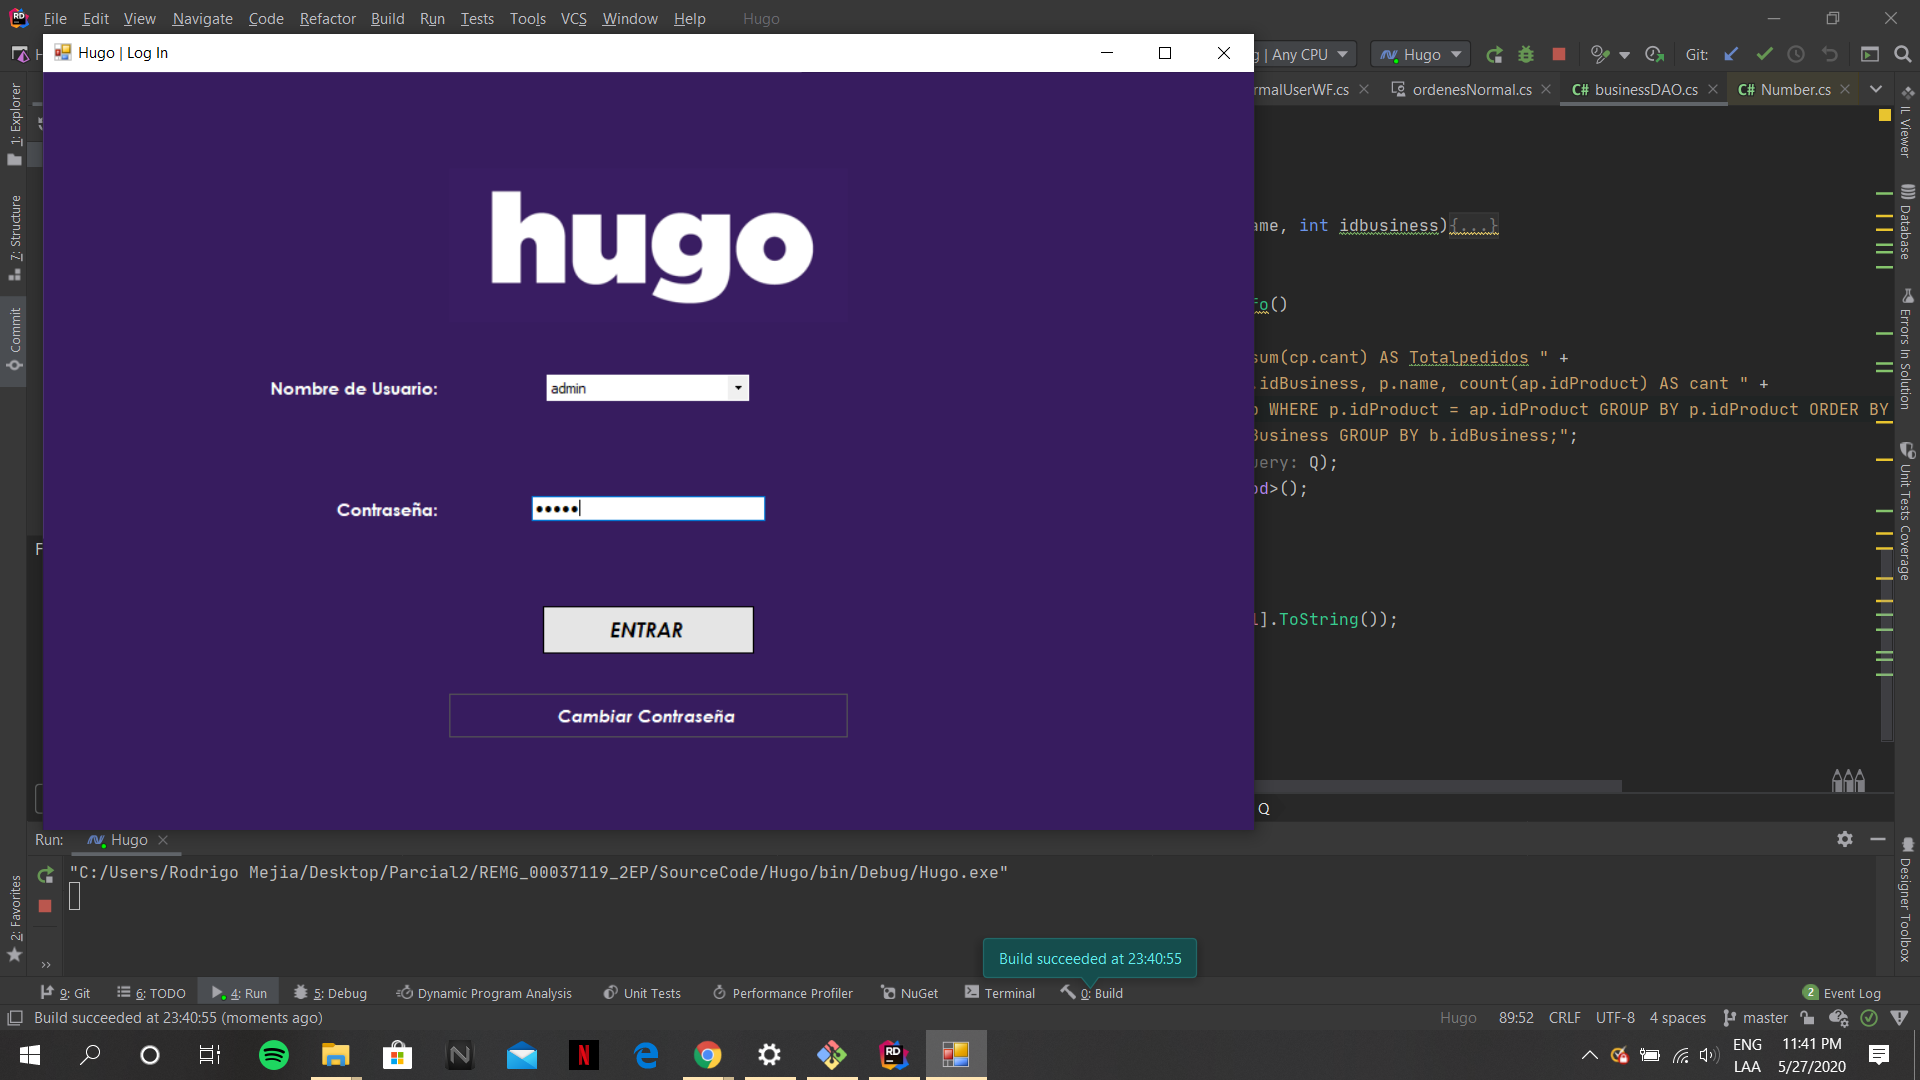 File Edit View Navigate Code Refactor Build Run Tests Tools VCS Window Help Hugo
Hugo | Log In
| Any CPU Hugo Git:
rmalUserWF.cs ordenesNormal.cs C# businessDAO.cs C# Number.cs
1: Explorer
7: Structure
Commit
2: Favorites
hugo
Nombre de Usuario: admin
Contraseña: •••••
ENTRAR
Cambiar Contraseña
ame, int idbusiness){...}
fo()
sum(cp.cant) AS Totalpedidos " +
.idBusiness, p.name, count(ap.idProduct) AS cant " +
WHERE p.idProduct = ap.idProduct GROUP BY p.idProduct ORDER BY
Business GROUP BY b.idBusiness;";
uery: Q);
od>();
].ToString());
Q
IL Viewer
Database
Errors In Solution
Unit Tests Coverage
Designer Toolbox
Run: Hugo
"C:/Users/Rodrigo Mejia/Desktop/Parcial2/REMG_00037119_2EP/SourceCode/Hugo/bin/Debug/Hugo.exe"
Build succeeded at 23:40:55
9: Git 6: TODO 4: Run 5: Debug Dynamic Program Analysis Unit Tests Performance Profiler NuGet Terminal 0: Build 2 Event Log
Build succeeded at 23:40:55 (moments ago) Hugo 89:52 CRLF UTF-8 4 spaces master
ENG
LAA
11:41 PM
5/27/2020